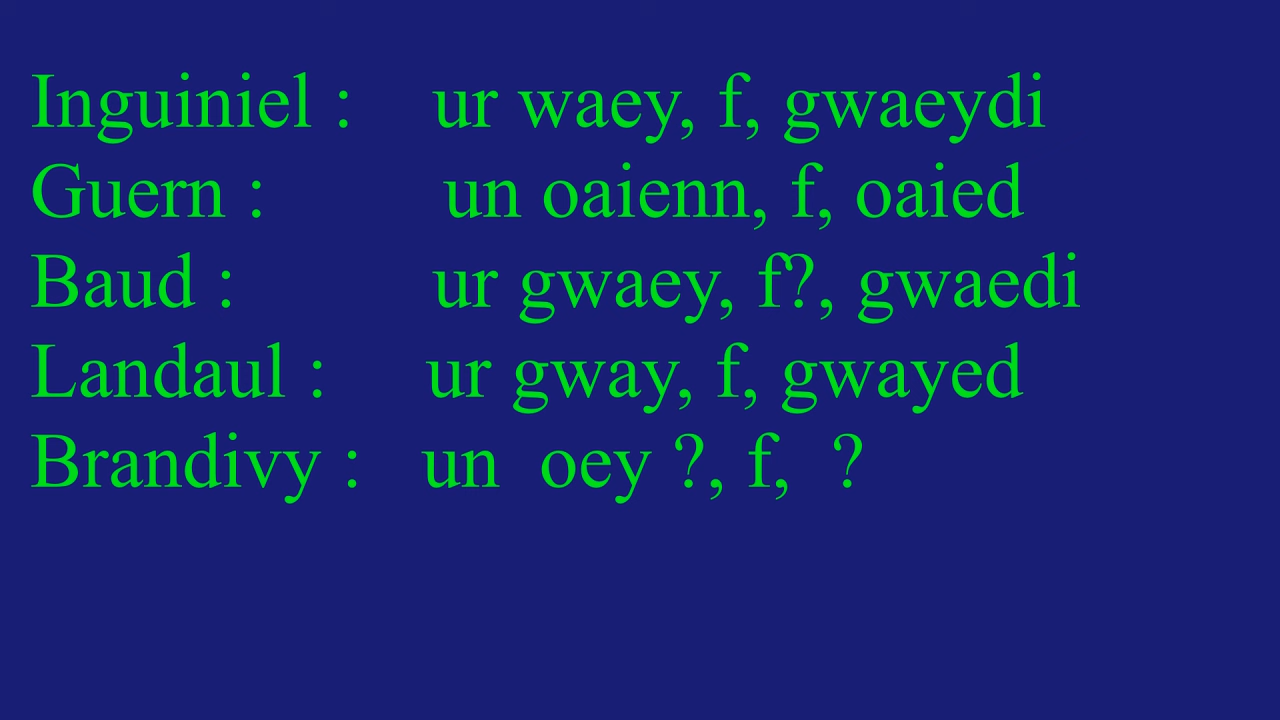 Inguiniel : ur waey, f, gwaeydi
Guern : un oaienn, f, oaied
Baud : ur gwaey, f?, gwaedi
Landaul : ur gway, f, gwayed
Brandivy : un oey ?, f, ?